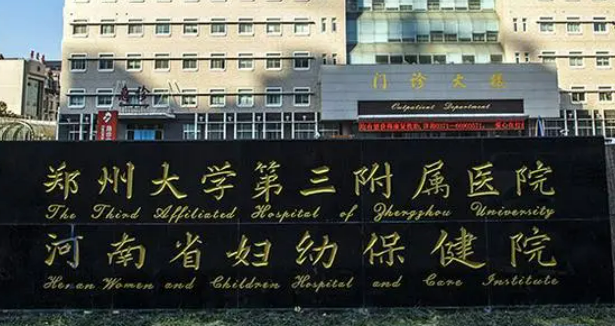 门诊大楼
Outpatient Department
急诊
郑州大学第三附属医院
The Third Affiliated Hospital of Zhengzhou University
河南省妇幼保健院
Henan Women and Children Hospital and Care Institute